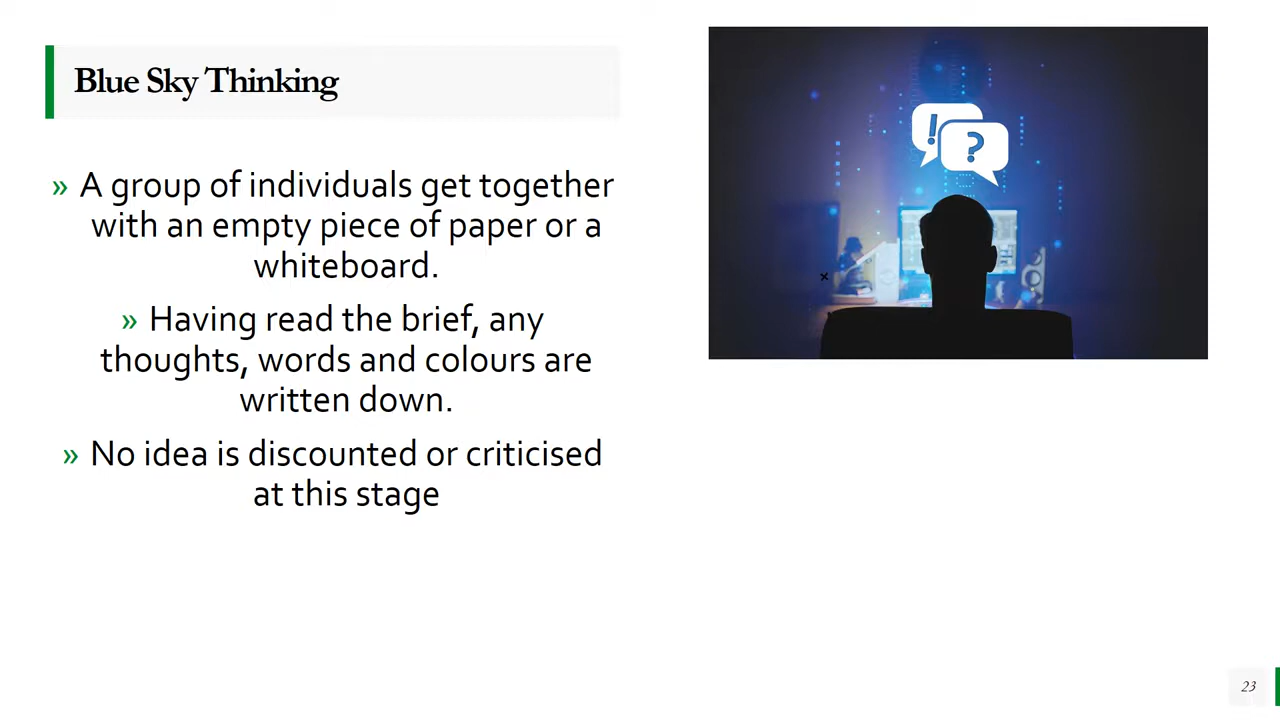 Blue Sky Thinking
» A group of individuals get together
with an empty piece of paper or a
whiteboard.
» Having read the brief, any
thoughts, words and colours are
written down.
» No idea is discounted or criticised
at this stage
! ?
23